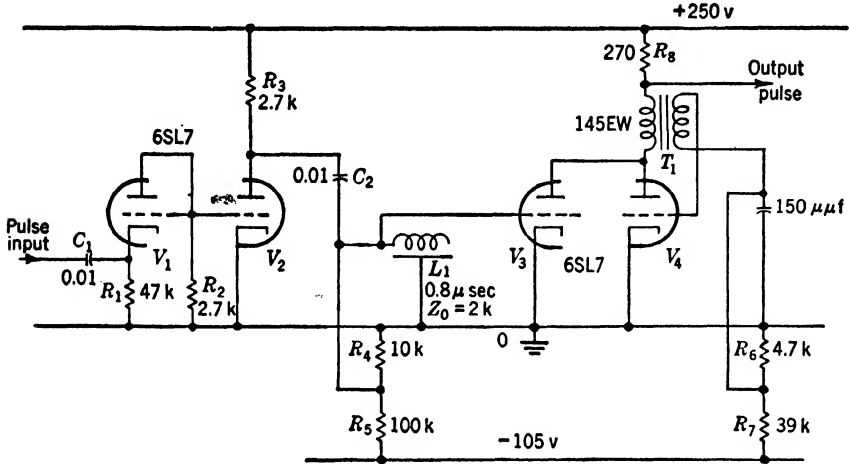 +250 v
270 R8
Output
pulse
R3
2.7 k
145EW
6SL7
T1
0.01 C2
150 μμf
Pulse
input
C1
0.01
V1
V2
V3
6SL7
V4
L1
0.8 μ sec
Z0 = 2 k
R1 47 k
R2
2.7 k
0
R4 10 k
R6 4.7 k
R5 100 k
R7 39 k
-105 v